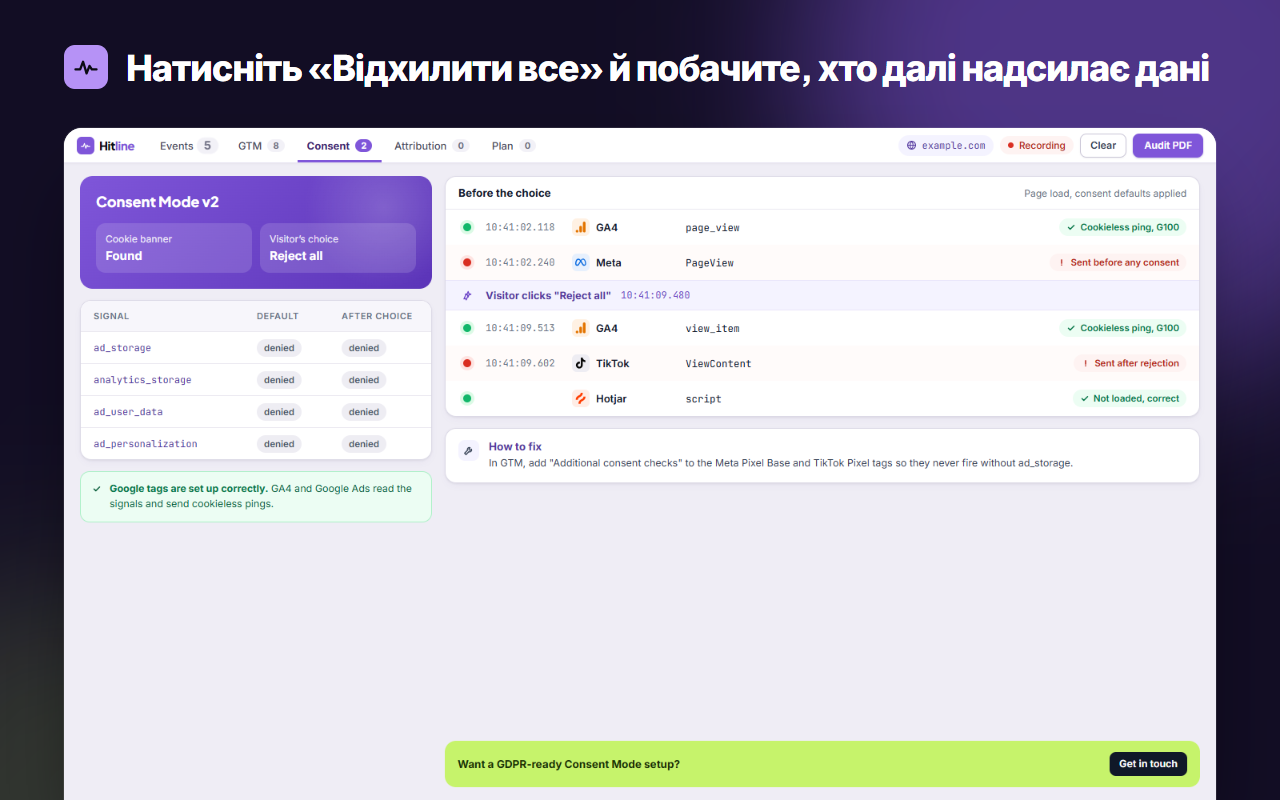 Натисніть «Відхилити все» й побачите, хто далі надсилає дані
Hitline
Events 5
GTM 8
Consent 2
Attribution 0
Plan 0
example.com
Recording
Clear
Audit PDF
Consent Mode v2
Cookie banner
Found
Visitor's choice
Reject all
SIGNAL DEFAULT AFTER CHOICE
ad_storage denied denied
analytics_storage denied denied
ad_user_data denied denied
ad_personalization denied denied
Google tags are set up correctly. GA4 and Google Ads read the
signals and send cookieless pings.
Before the choice Page load, consent defaults applied
10:41:02.118 GA4 page_view Cookieless ping, G100
10:41:02.240 Meta PageView ! Sent before any consent
Visitor clicks "Reject all" 10:41:09.480
10:41:09.513 GA4 view_item Cookieless ping, G100
10:41:09.602 TikTok ViewContent ! Sent after rejection
Hotjar script Not loaded, correct
How to fix
In GTM, add "Additional consent checks" to the Meta Pixel Base and TikTok Pixel tags so they never fire without ad_storage.
Want a GDPR-ready Consent Mode setup?
Get in touch